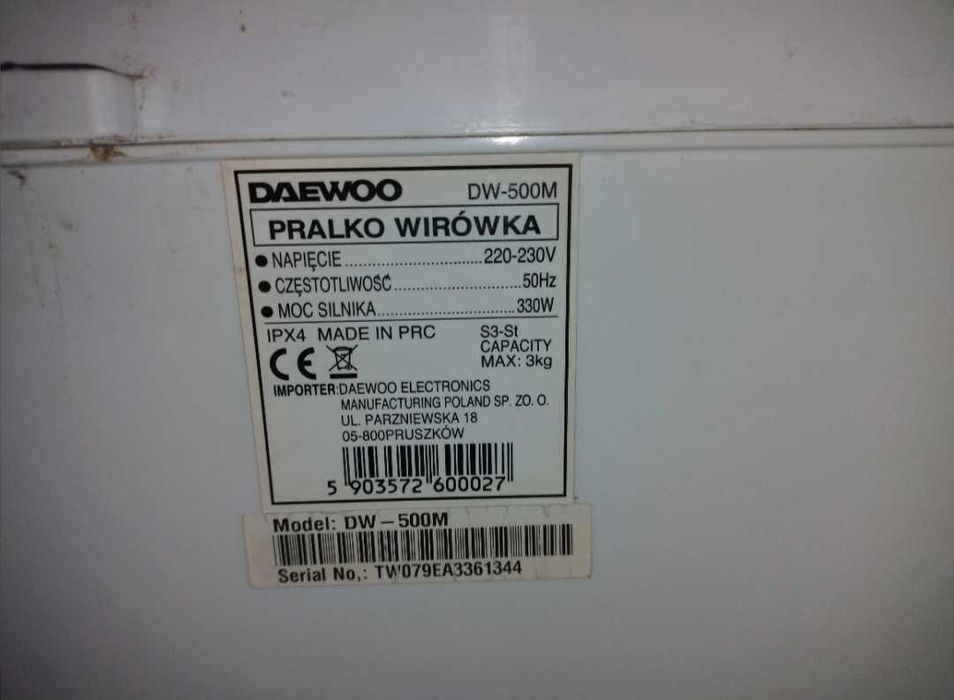 DAEWOO DW-500M
PRALKO WIRÓWKA
● NAPIĘCIE..............................220-230V
● CZĘSTOTLIWOŚĆ............................50Hz
● MOC SILNIKA..............................330W
IPX4 MADE IN PRC S3-St
CAPACITY
CE MAX: 3kg
IMPORTER:DAEWOO ELECTRONICS
MANUFACTURING POLAND SP. ZO. O.
UL. PARZNIEWSKA 18
05-800PRUSZKÓW
5 903572 600027
Model: DW-500M
Serial No,: TW079EA3361344